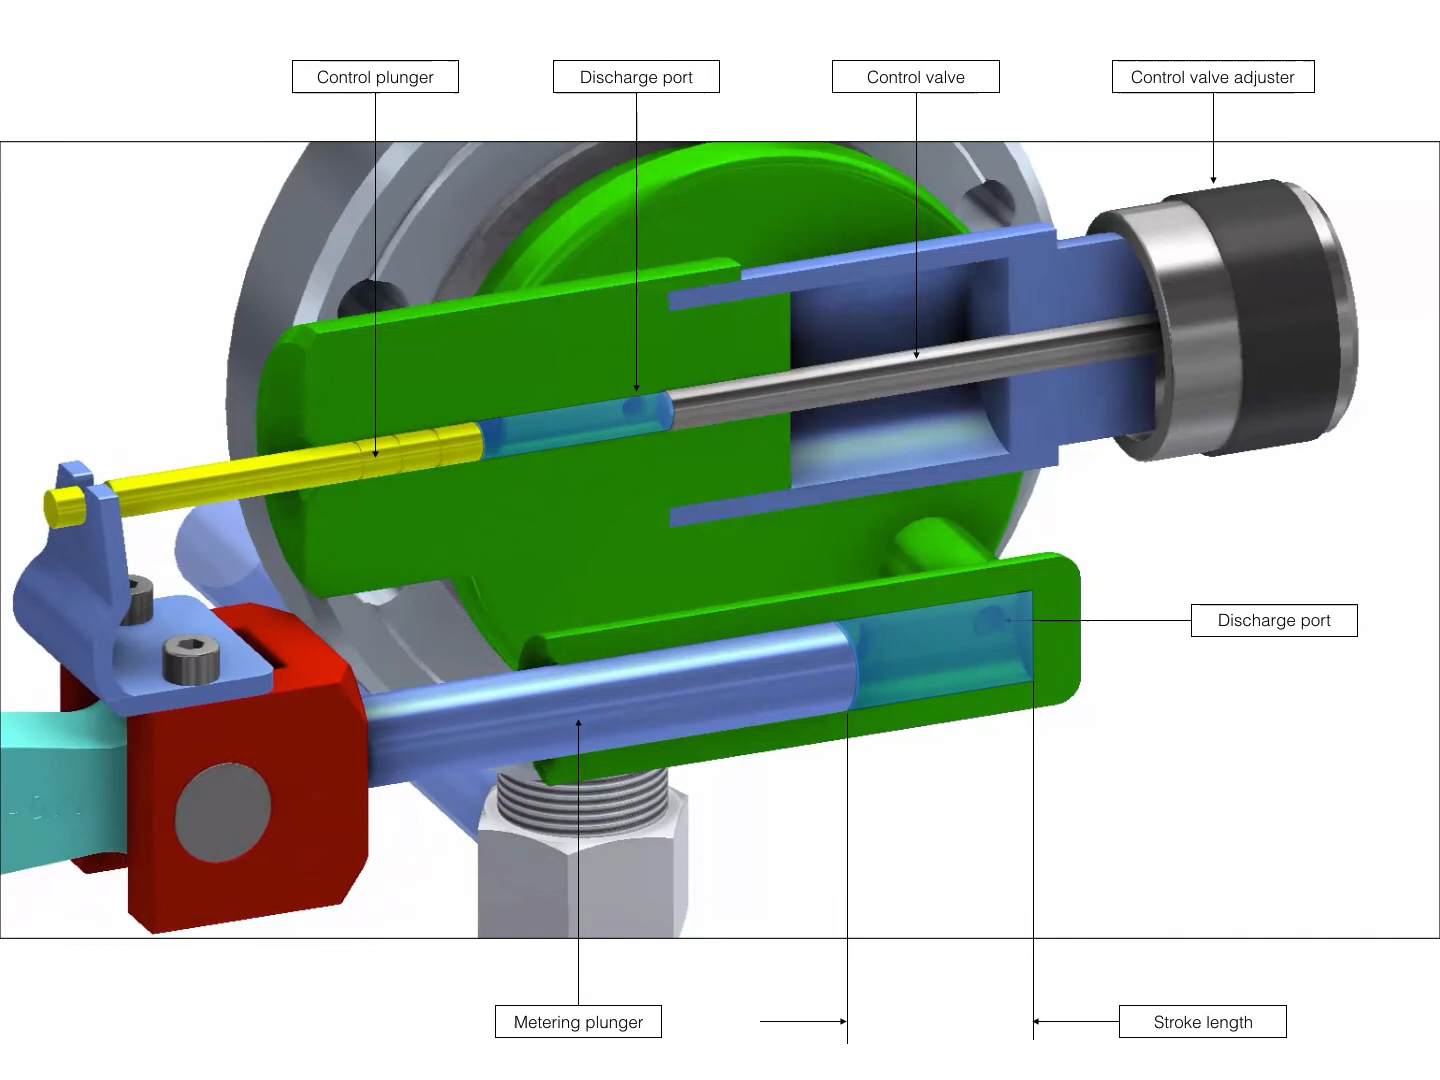 Control plunger
Discharge port
Control valve
Control valve adjuster
Discharge port
Metering plunger
Stroke length